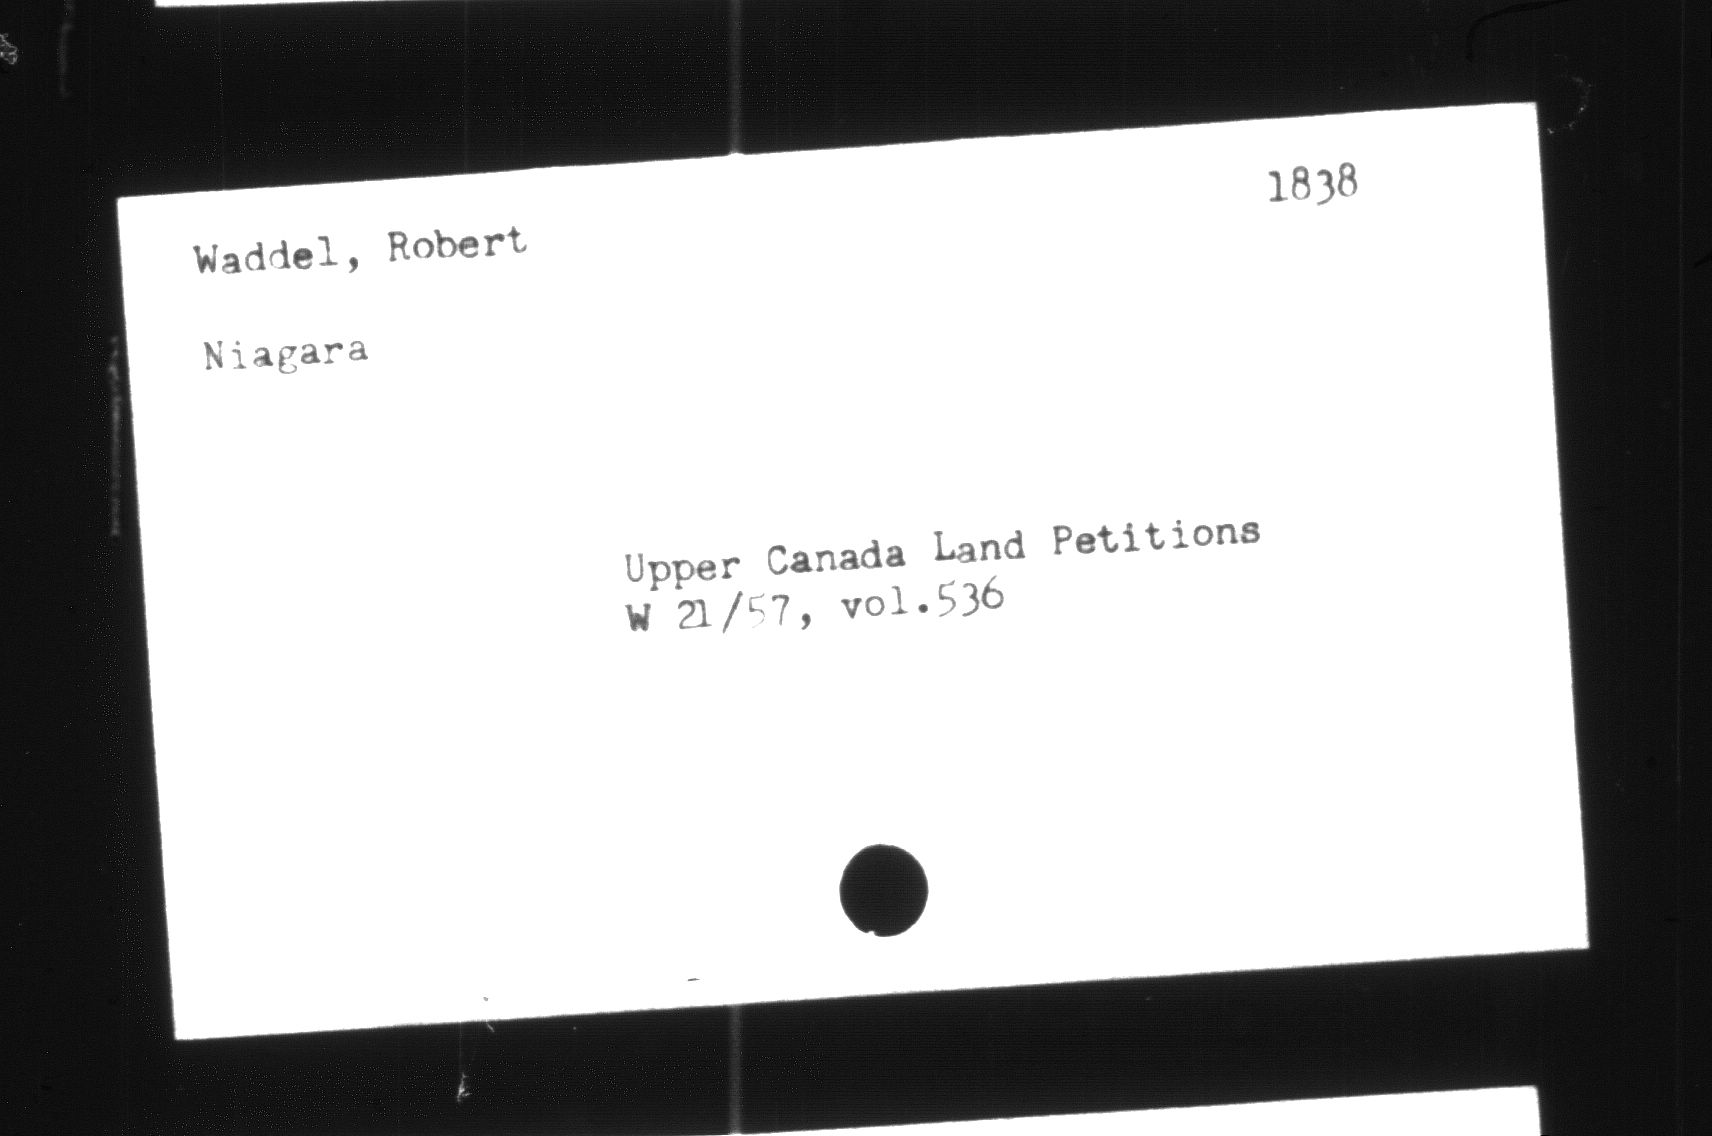 1838
Waddel, Robert
Niagara
Upper Canada Land Petitions
W 21/57, vol.536